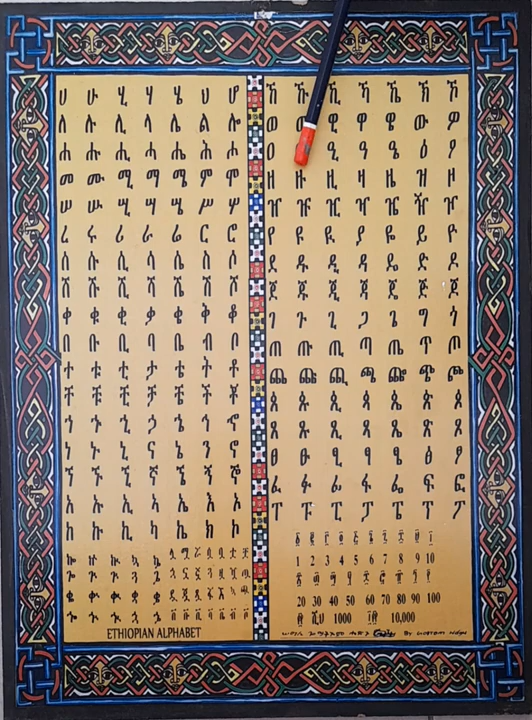 ሀ ሁ ሂ ሃ ሄ ህ ሆ
ለ ሉ ሊ ላ ሌ ል ሎ
ሐ ሑ ሒ ሓ ሔ ሕ ሖ
መ ሙ ሚ ማ ሜ ም ሞ
ሠ ሡ ሢ ሣ ሤ ሥ ሦ
ረ ሩ ሪ ራ ሬ ር ሮ
ሰ ሱ ሲ ሳ ሴ ስ ሶ
ሸ ሹ ሺ ሻ ሼ ሽ ሾ
ቀ ቁ ቂ ቃ ቄ ቅ ቆ
በ ቡ ቢ ባ ቤ ብ ቦ
ተ ቱ ቲ ታ ቴ ት ቶ
ቸ ቹ ቺ ቻ ቼ ች ቾ
ኀ ኁ ኂ ኃ ኄ ኅ ኆ
ነ ኑ ኒ ና ኔ ን ኖ
ኘ ኙ ኚ ኛ ኜ ኝ ኞ
አ ኡ ኢ ኣ ኤ እ ኦ
ከ ኩ ኪ ካ ኬ ክ ኮ
ETHIOPIAN ALPHABET
ኸ ኹ ኺ ኻ ኼ ኽ ኾ
ወ ዊ ዋ ዌ ው ዎ
ዐ ዒ ዓ ዔ ዕ ዖ
ዘ ዙ ዚ ዛ ዜ ዝ ዞ
ዠ ዡ ዢ ዣ ዤ ዥ ዦ
የ ዩ ዪ ያ ዬ ይ ዮ
ደ ዱ ዲ ዳ ዴ ድ ዶ
ጀ ጁ ጂ ጃ ጄ ጅ ጆ
ገ ጉ ጊ ጋ ጌ ግ ጎ
ጠ ጡ ጢ ጣ ጤ ጥ ጦ
ጨ ጩ ጪ ጫ ጬ ጭ ጮ
ጰ ጱ ጲ ጳ ጴ ጵ ጶ
ጸ ጹ ጺ ጻ ጼ ጽ ጾ
ፀ ፁ ፂ ፃ ፄ ፅ ፆ
ፈ ፉ ፊ ፋ ፌ ፍ ፎ
ፐ ፑ ፒ ፓ ፔ ፕ ፖ
፩ ፪ ፫ ፬ ፭ ፮ ፯ ፰ ፱ ፲
1 2 3 4 5 6 7 8 9 10
፳ ፴ ፵ ፶ ፷ ፸ ፹ ፺ ፻
20 30 40 50 60 70 80 90 100
1000 10,000